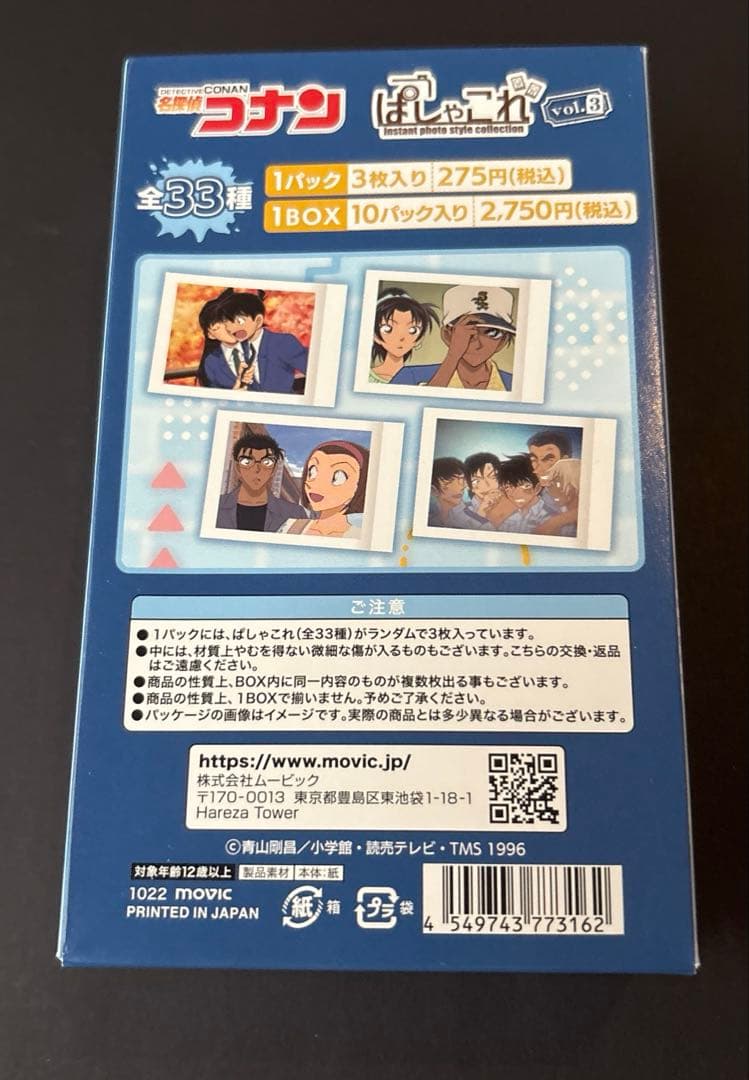 DETECTIVE CONAN
名探偵コナン
ぱしゃこれ
Instant photo style collection
vol.3
全33種
1パック 3枚入り 275円(税込)
1BOX 10パック入り 2,750円(税込)
ご注意
● 1パックには、ぱしゃこれ(全33種)がランダムで3枚入っています。
●中には、材質上やむを得ない微細な傷が入るものもございます。こちらの交換・返品
はご遠慮ください。
●商品の性質上、BOX内に同一内容のものが複数枚出る事もございます。
●商品の性質上、1BOXで揃いません。予めご了承ください。
●パッケージの画像はイメージです。実際の商品とは多少異なる場合がございます。
https://www.movic.jp/
株式会社ムービック
〒170-0013 東京都豊島区東池袋1-18-1
Hareza Tower
©青山剛昌/小学館・読売テレビ・TMS 1996
対象年齢12歳以上 製品素材 本体:紙
1022 movic
PRINTED IN JAPAN
紙 箱
プラ 袋
4 549743 773162